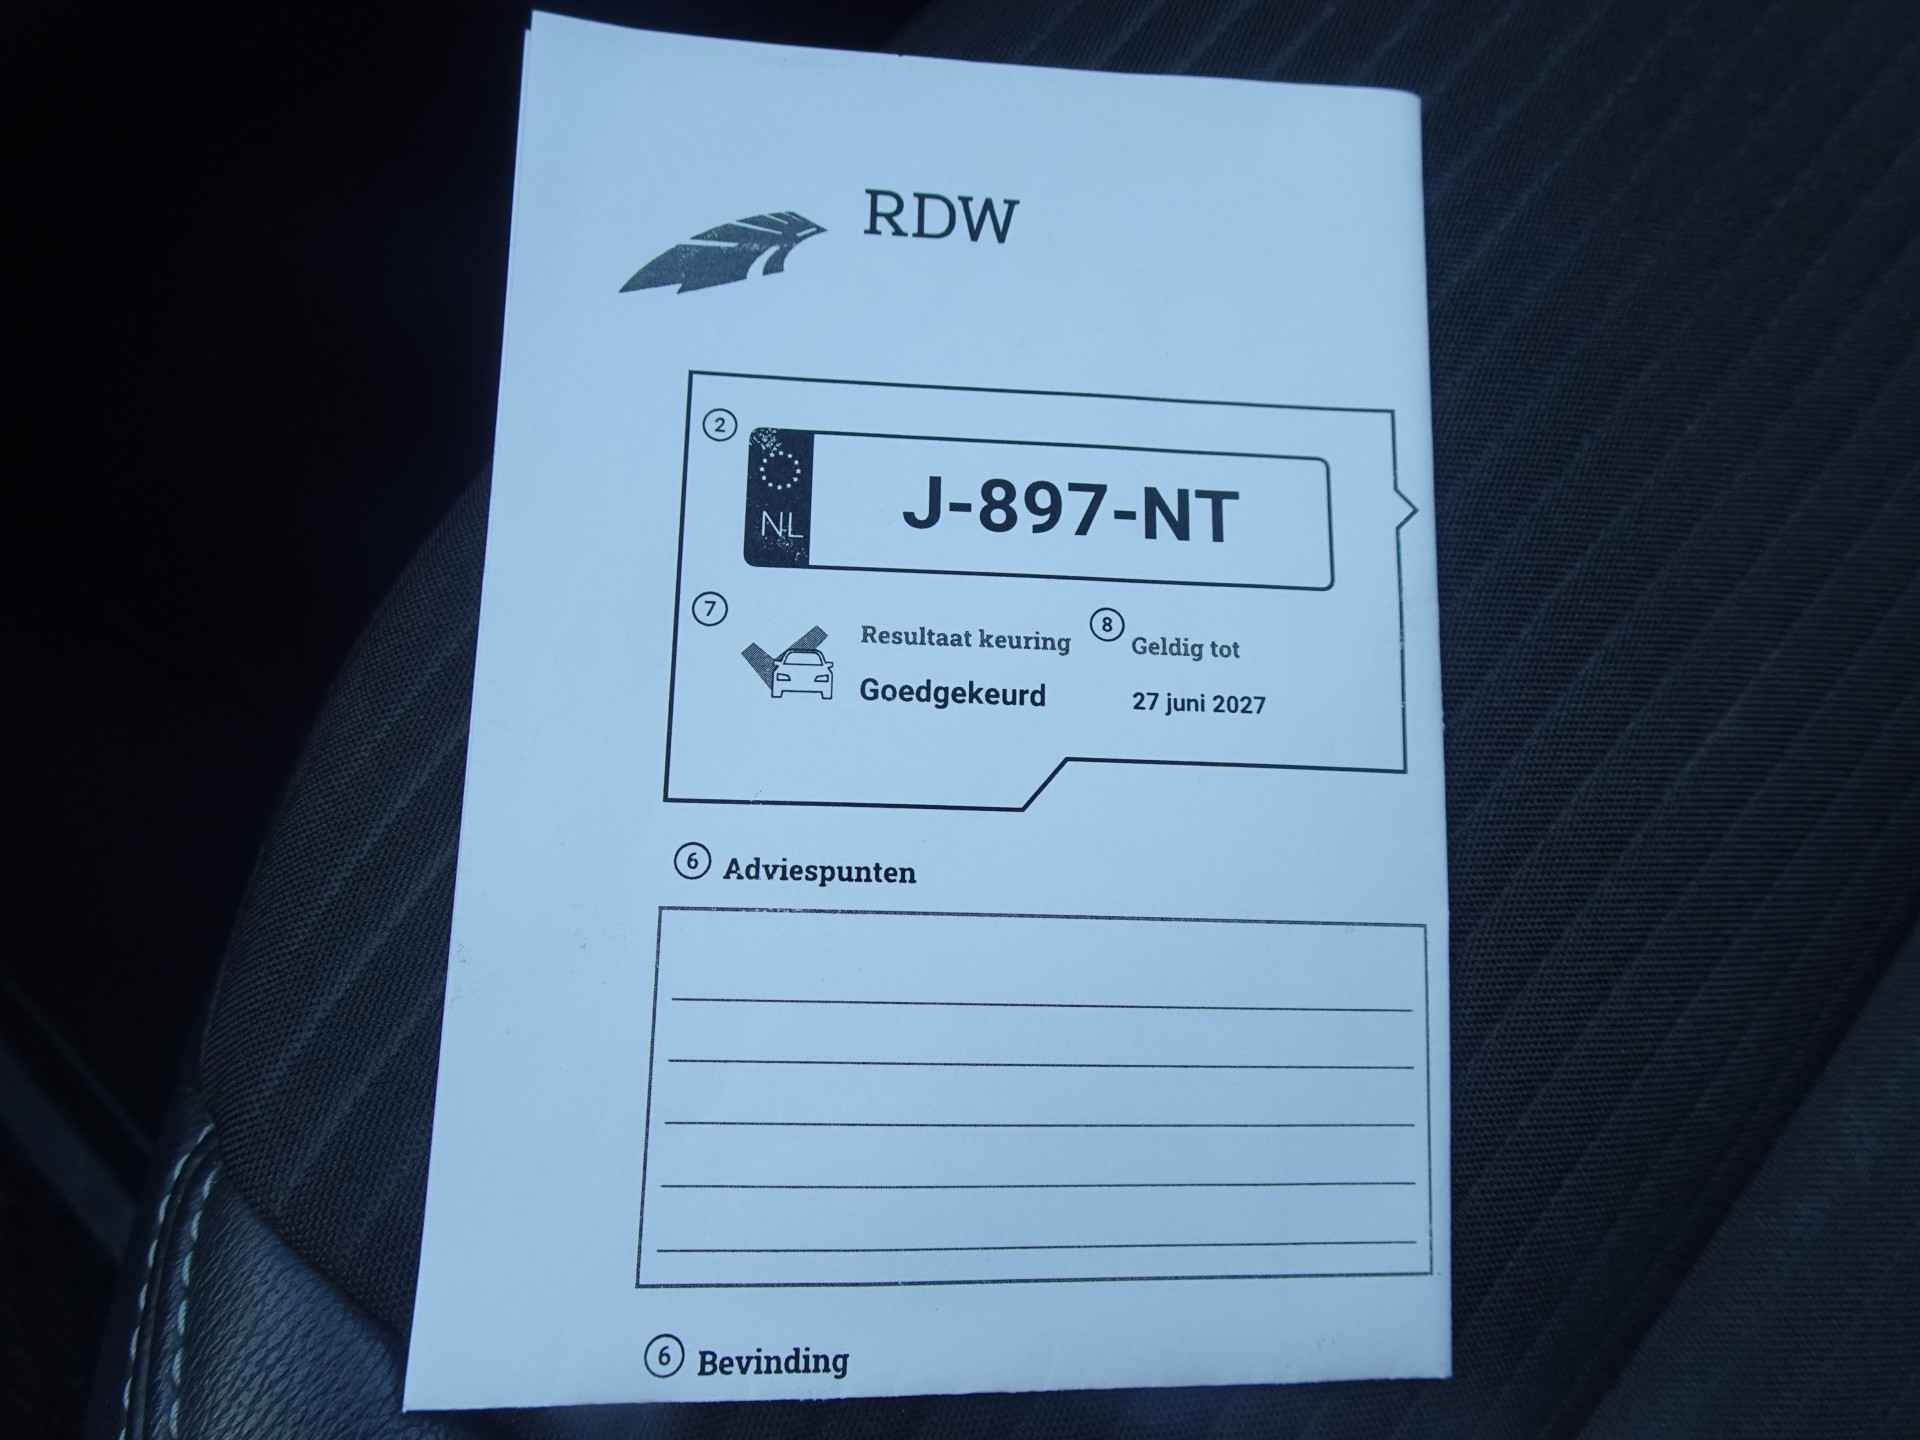 RDW
2
NL
J-897-NT
7
Resultaat keuring
8
Geldig tot
Goedgekeurd
27 juni 2027
6 Adviespunten
6 Bevinding